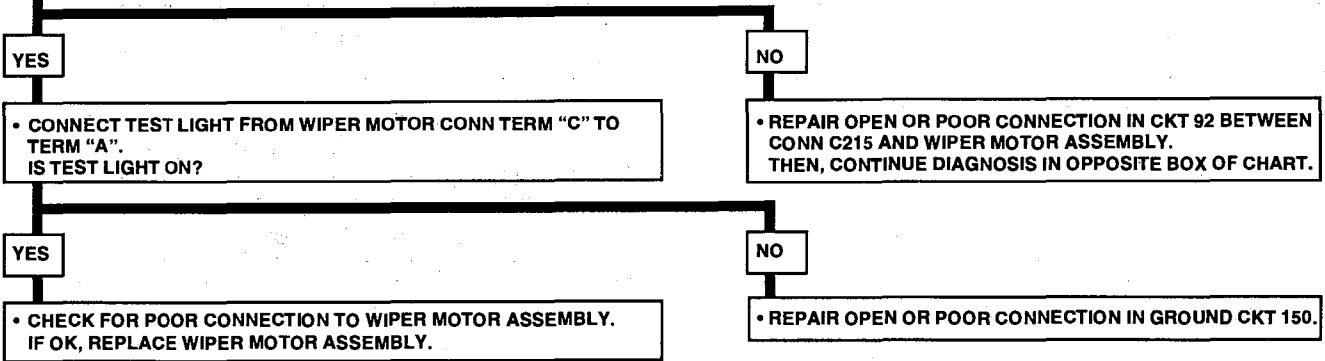 YES
NO
• CONNECT TEST LIGHT FROM WIPER MOTOR CONN TERM “C” TO
TERM “A”.
IS TEST LIGHT ON?
• REPAIR OPEN OR POOR CONNECTION IN CKT 92 BETWEEN
CONN C215 AND WIPER MOTOR ASSEMBLY.
THEN, CONTINUE DIAGNOSIS IN OPPOSITE BOX OF CHART.
YES
NO
• CHECK FOR POOR CONNECTION TO WIPER MOTOR ASSEMBLY.
IF OK, REPLACE WIPER MOTOR ASSEMBLY.
• REPAIR OPEN OR POOR CONNECTION IN GROUND CKT 150.